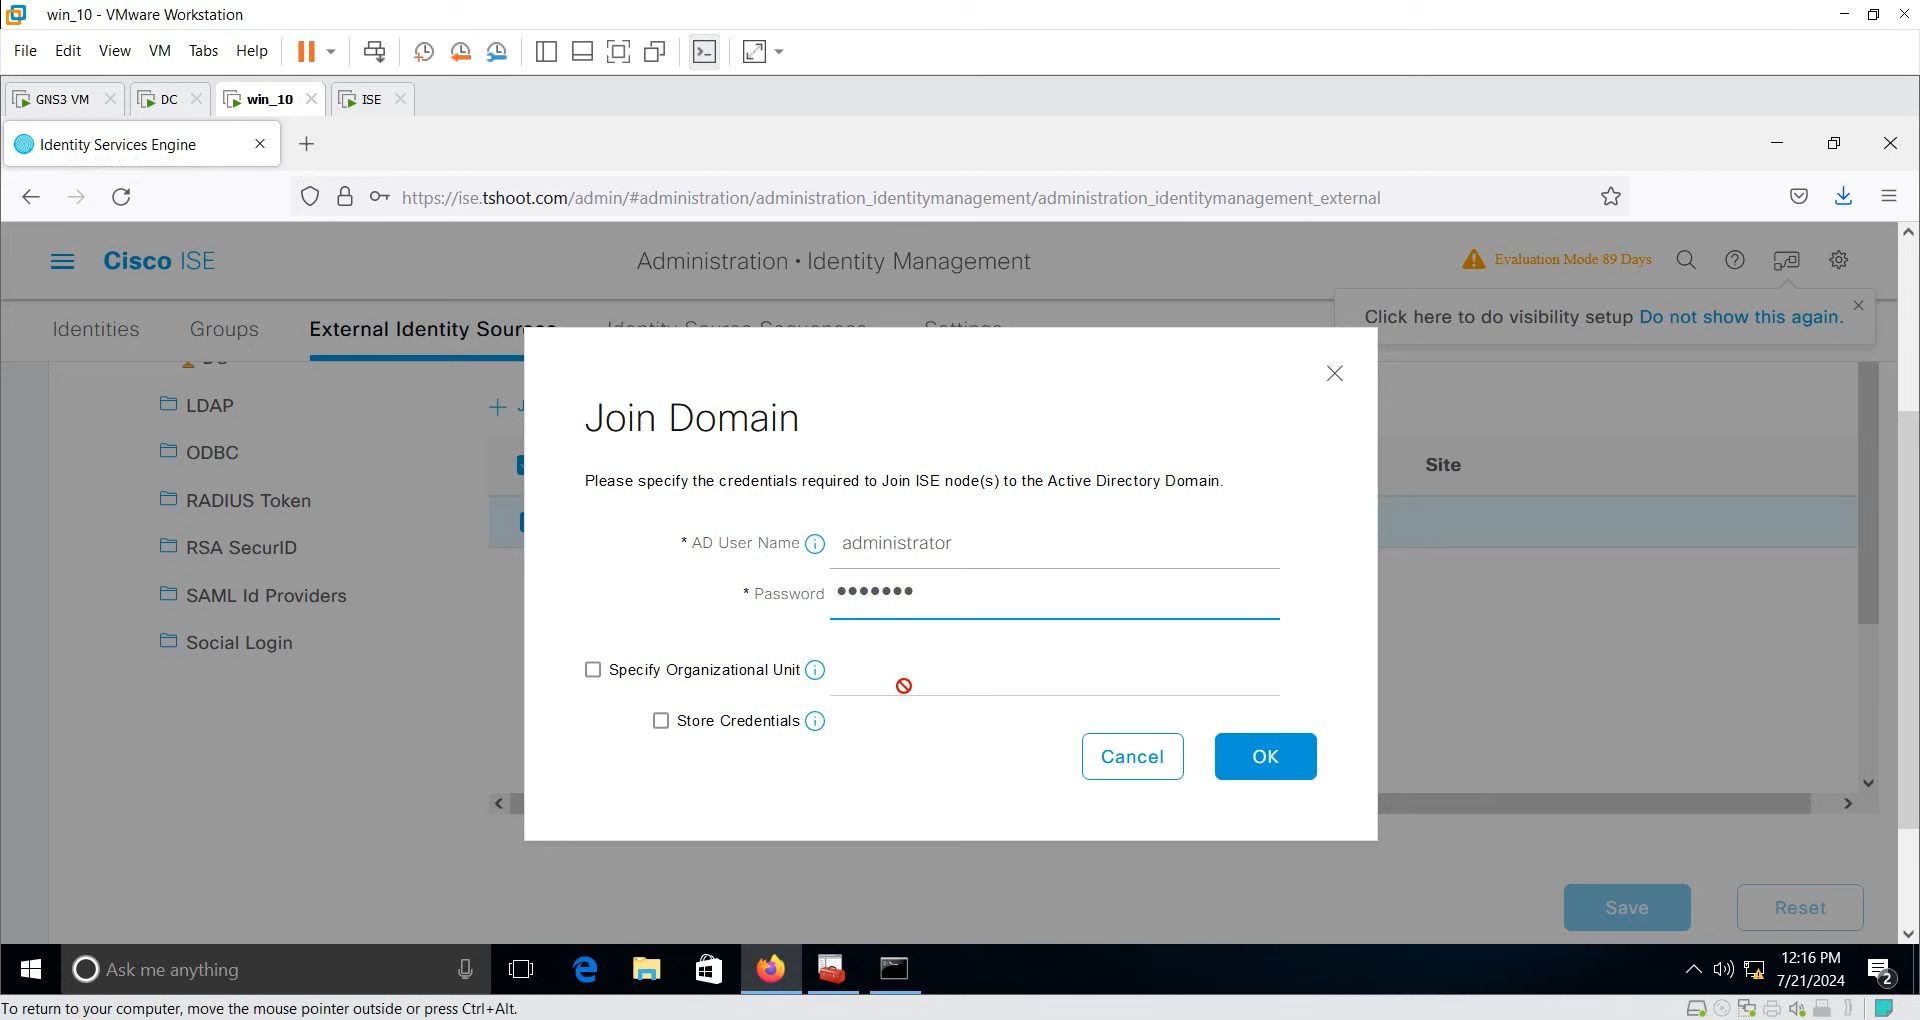 win_10 - VMware Workstation
File Edit View VM Tabs Help
GNS3 VM DC win_10 ISE
Identity Services Engine
https://ise.tshoot.com/admin/#administration/administration_identitymanagement/administration_identitymanagement_external
Cisco ISE
Administration • Identity Management
Evaluation Mode 89 Days
Click here to do visibility setup Do not show this again.
Identities Groups External Identity Sources Identity Source Sequences Settings
LDAP
ODBC
RADIUS Token
RSA SecurID
SAML Id Providers
Social Login
Site
Join Domain
Please specify the credentials required to Join ISE node(s) to the Active Directory Domain.
* AD User Name administrator
* Password •••••••
Specify Organizational Unit
Store Credentials
Cancel OK
Save Reset
Ask me anything
12:16 PM
7/21/2024
2
To return to your computer, move the mouse pointer outside or press Ctrl+Alt.